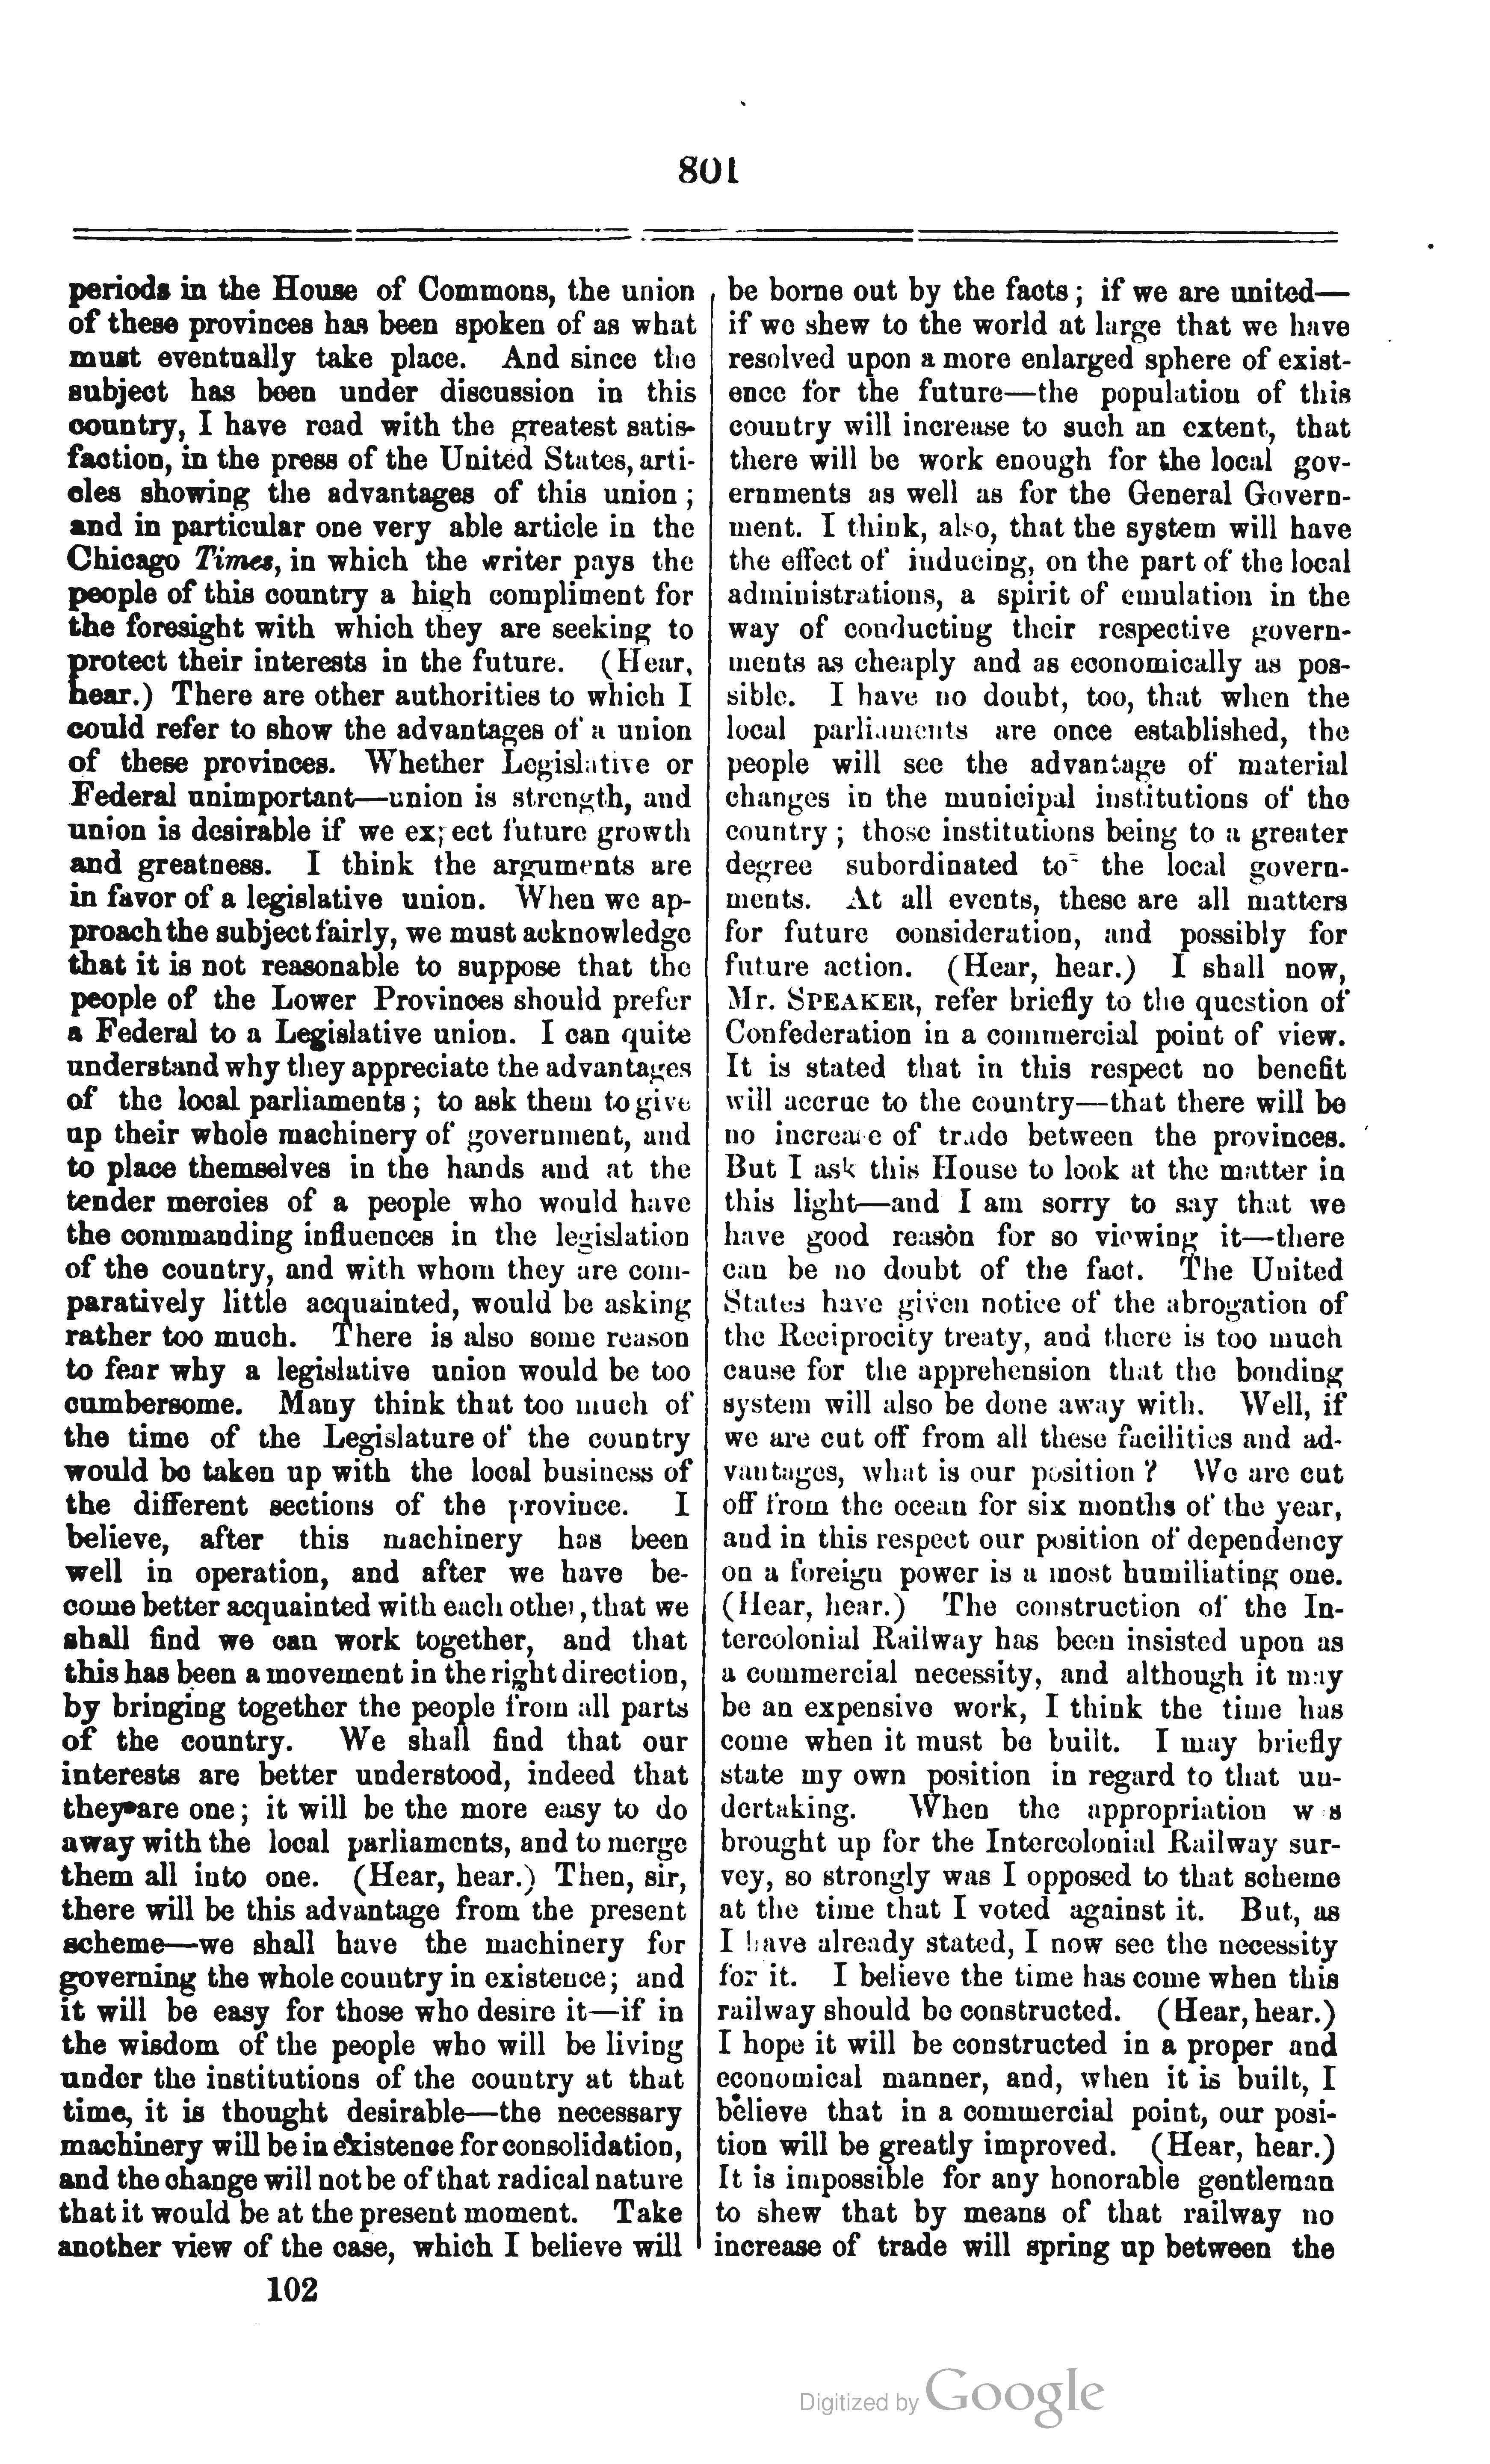 801
periods in the House of Commons, the union
of these provinces has been spoken of as what
must eventually take place. And since the
subject has been under discussion in this
country, I have read with the greatest satis-
faction, in the press of the United States, arti-
cles showing the advantages of this union;
and in particular one very able article in the
Chicago Times, in which the writer pays the
people of this country a high compliment for
the foresight with which they are seeking to
protect their interests in the future. (Hear,
hear.) There are other authorities to which I
could refer to show the advantages of a union
of these provinces. Whether Legislative or
Federal unimportant—union is strength, and
union is desirable if we expect future growth
and greatness. I think the arguments are
in favor of a legislative union. When we ap-
proach the subject fairly, we must acknowledge
that it is not reasonable to suppose that the
people of the Lower Provinces should prefer
a Federal to a Legislative union. I can quite
understand why they appreciate the advantages
of the local parliaments; to ask them to give
up their whole machinery of government, and
to place themselves in the hands and at the
tender mercies of a people who would have
the commanding influences in the legislation
of the country, and with whom they are com-
paratively little acquainted, would be asking
rather too much. There is also some reason
to fear why a legislative union would be too
cumbersome. Many think that too much of
the time of the Legislature of the country
would be taken up with the local business of
the different sections of the province. I
believe, after this machinery has been
well in operation, and after we have be-
come better acquainted with each other, that we
shall find we can work together, and that
this has been a movement in the right direction,
by bringing together the people from all parts
of the country. We shall find that our
interests are better understood, indeed that
they are one; it will be the more easy to do
away with the local parliaments, and to merge
them all into one. (Hear, hear.) Then, sir,
there will be this advantage from the present
scheme—we shall have the machinery for
governing the whole country in existence; and
it will be easy for those who desire it—if in
the wisdom of the people who will be living
under the institutions of the country at that
time, it is thought desirable—the necessary
machinery will be in existence for consolidation,
and the change will not be of that radical nature
that it would be at the present moment. Take
another view of the case, which I believe will
102
be borne out by the facts; if we are united—
if we shew to the world at large that we have
resolved upon a more enlarged sphere of exist-
ence for the future—the population of this
country will increase to such an extent, that
there will be work enough for the local gov-
ernments as well as for the General Govern-
ment. I think, also, that the system will have
the effect of inducing, on the part of the local
administrations, a spirit of emulation in the
way of conducting their respective govern-
ments as cheaply and as economically as pos-
sible. I have no doubt, too, that when the
local parliaments are once established, the
people will see the advantage of material
changes in the municipal institutions of the
country; those institutions being to a greater
degree subordinated to the local govern-
ments. At all events, these are all matters
for future consideration, and possibly for
future action. (Hear, hear.) I shall now,
Mr. SPEAKER, refer briefly to the question of
Confederation in a commercial point of view.
It is stated that in this respect no benefit
will accrue to the country—that there will be
no increase of trade between the provinces.
But I ask this House to look at the matter in
this light—and I am sorry to say that we
have good reason for so viewing it—there
can be no doubt of the fact. The United
States have given notice of the abrogation of
the Reciprocity treaty, and there is too much
cause for the apprehension that the bonding
system will also be done away with. Well, if
we are cut off from all these facilities and ad-
vantages, what is our position? We are cut
off from the ocean for six months of the year,
and in this respect our position of dependency
on a foreign power is a most humiliating one.
(Hear, hear.) The construction of the In-
tercolonial Railway has been insisted upon as
a commercial necessity, and although it may
be an expensive work, I think the time has
come when it must be built. I may briefly
state my own position in regard to that un-
dertaking. When the appropriation was
brought up for the Intercolonial Railway sur-
vey, so strongly was I opposed to that scheme
at the time that I voted against it. But, as
I have already stated, I now see the necessity
for it. I believe the time has come when this
railway should be constructed. (Hear, hear.)
I hope it will be constructed in a proper and
economical manner, and, when it is built, I
believe that in a commercial point, our posi-
tion will be greatly improved. (Hear, hear.)
It is impossible for any honorable gentleman
to shew that by means of that railway no
increase of trade will spring up between the
Digitized by Google